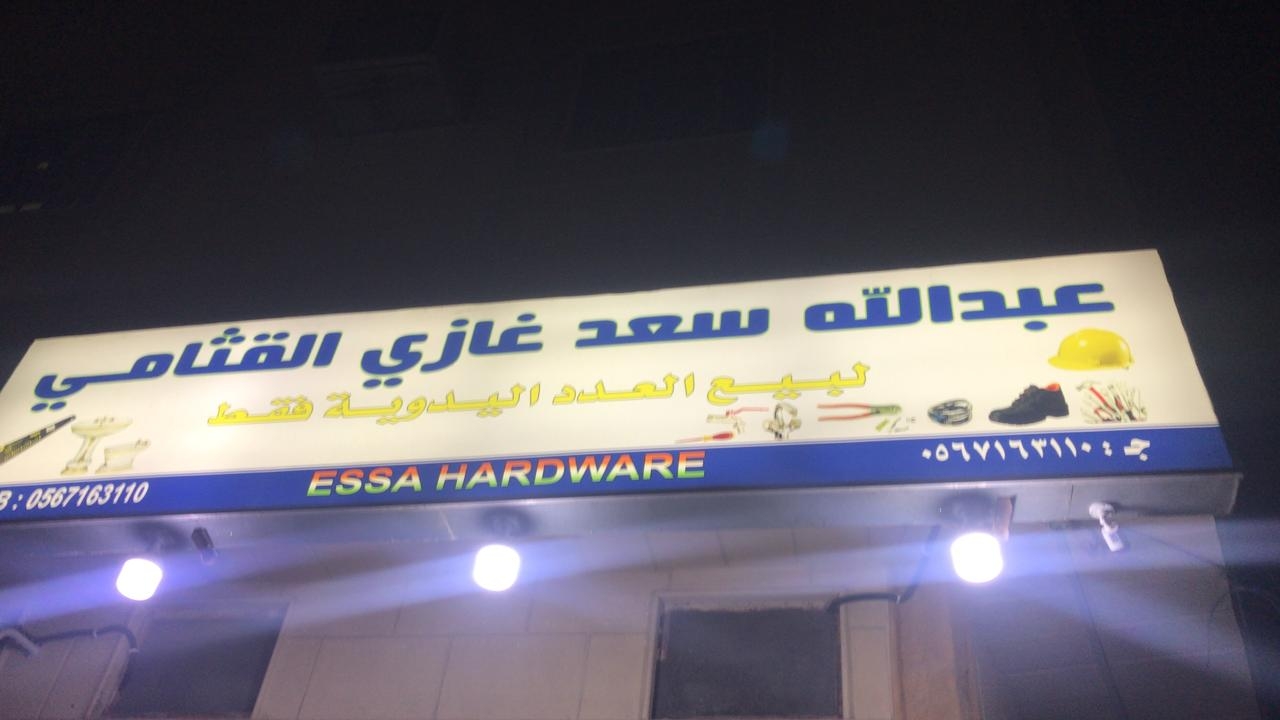 عبدالله سعد غازي القثامي
لبيع العدد اليدوية فقط
ج : ٠٥٦٧١٦٣١١٠
ESSA HARDWARE
B : 0567163110